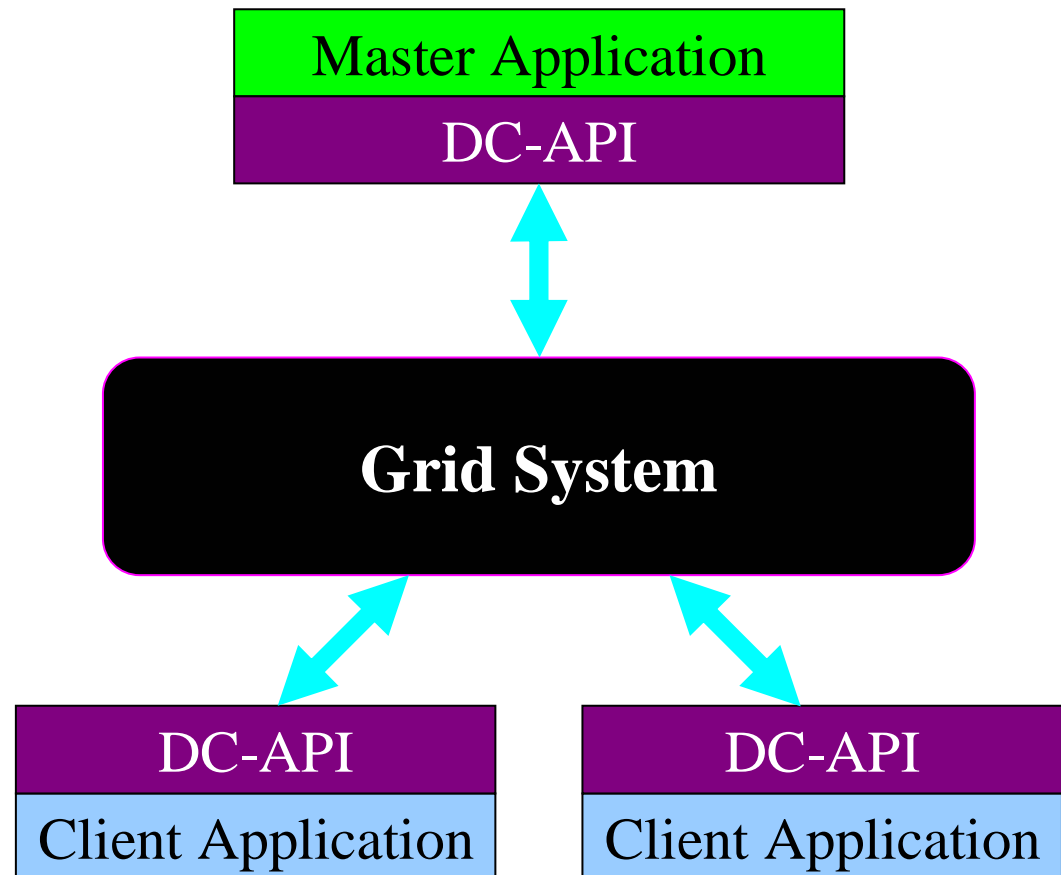 Master Application
DC-API
Grid System
DC-API
Client Application
DC-API
Client Application